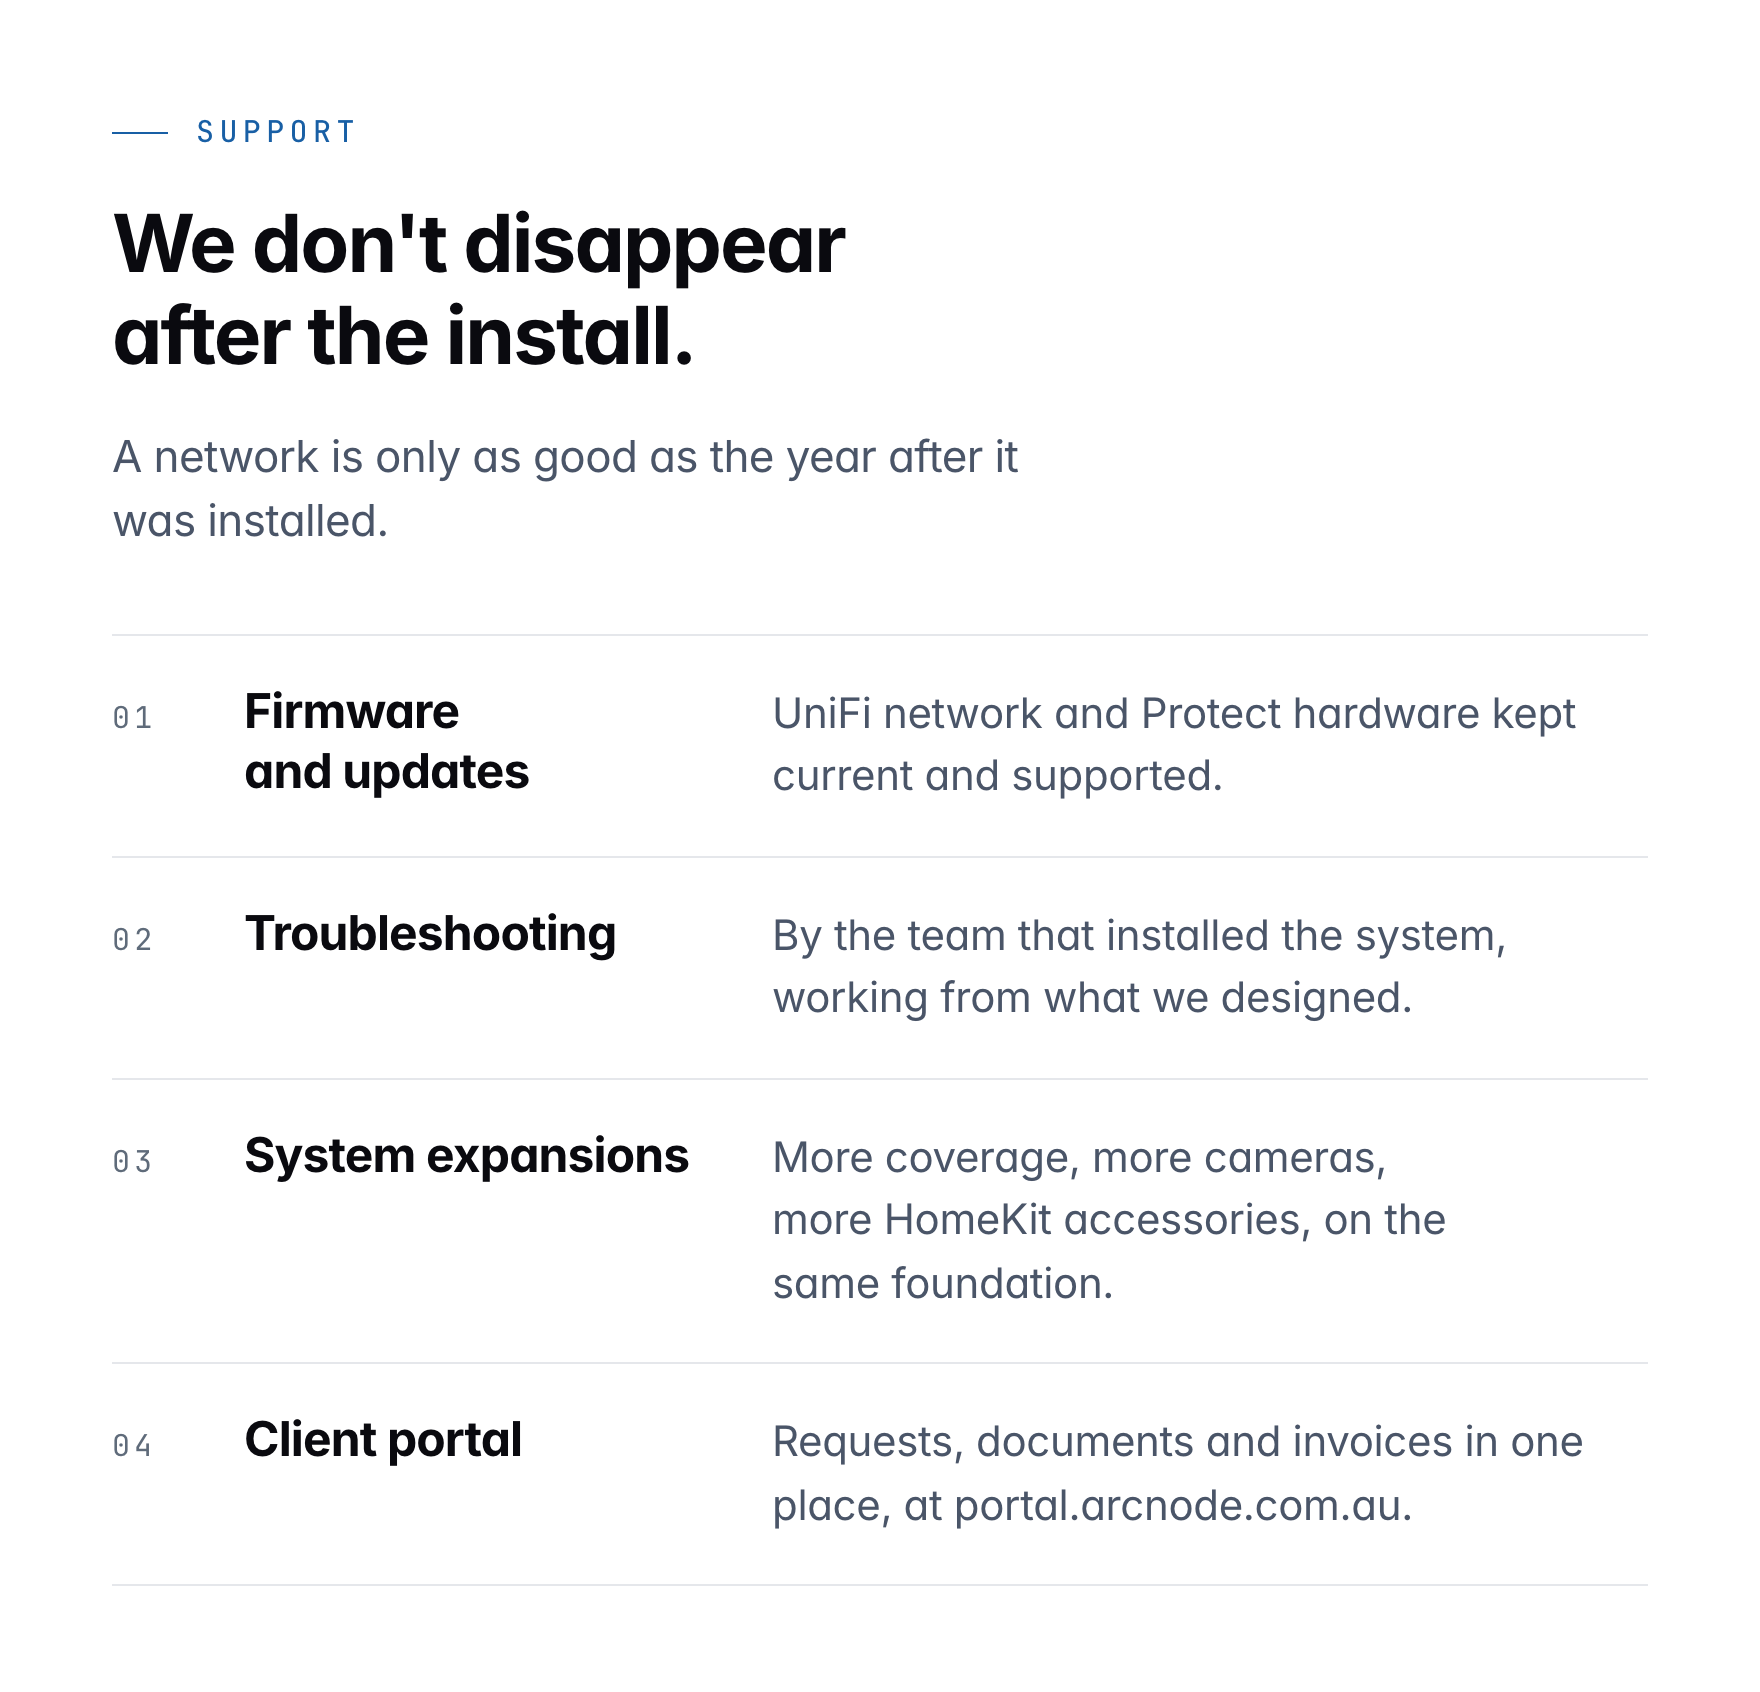 SUPPORT
We don't disappear
after the install.
A network is only as good as the year after it
was installed.
01
Firmware
and updates
UniFi network and Protect hardware kept
current and supported.
02
Troubleshooting
By the team that installed the system,
working from what we designed.
03
System expansions
More coverage, more cameras,
more HomeKit accessories, on the
same foundation.
04
Client portal
Requests, documents and invoices in one
place, at portal.arcnode.com.au.